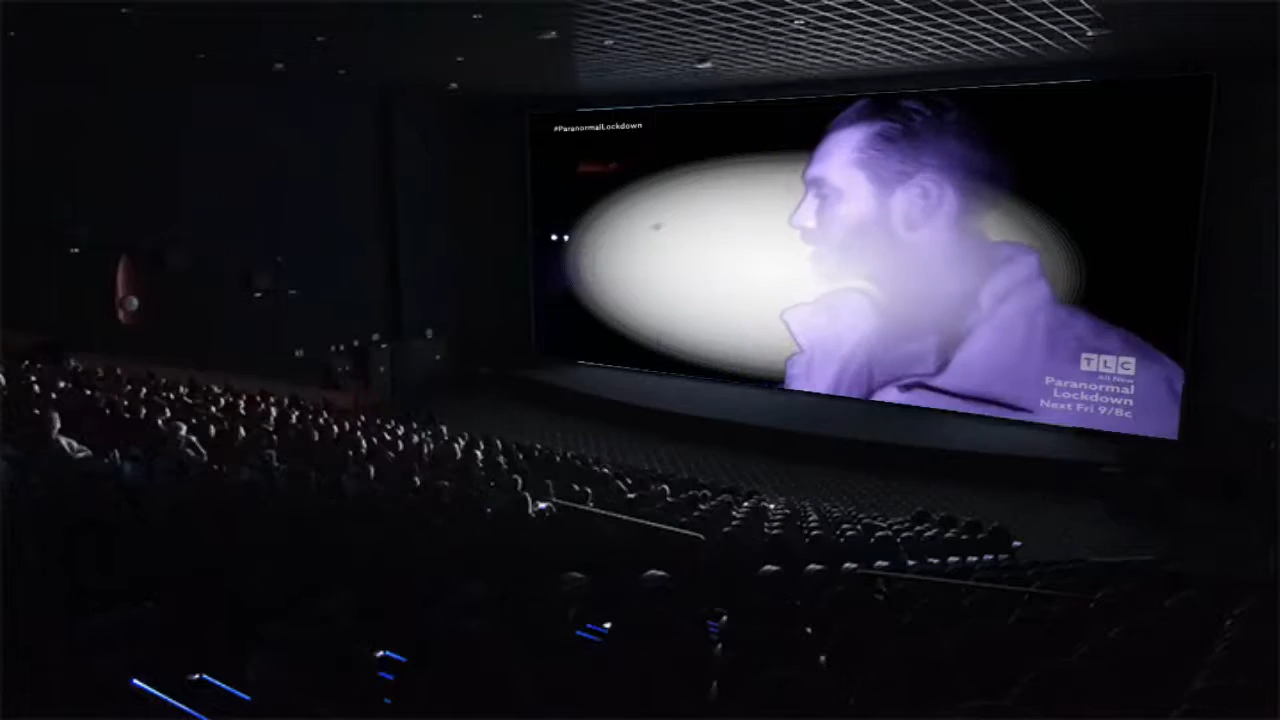 #ParanormalLockdown
TLC
All New
Paranormal
Lockdown
Next Fri 9/8c